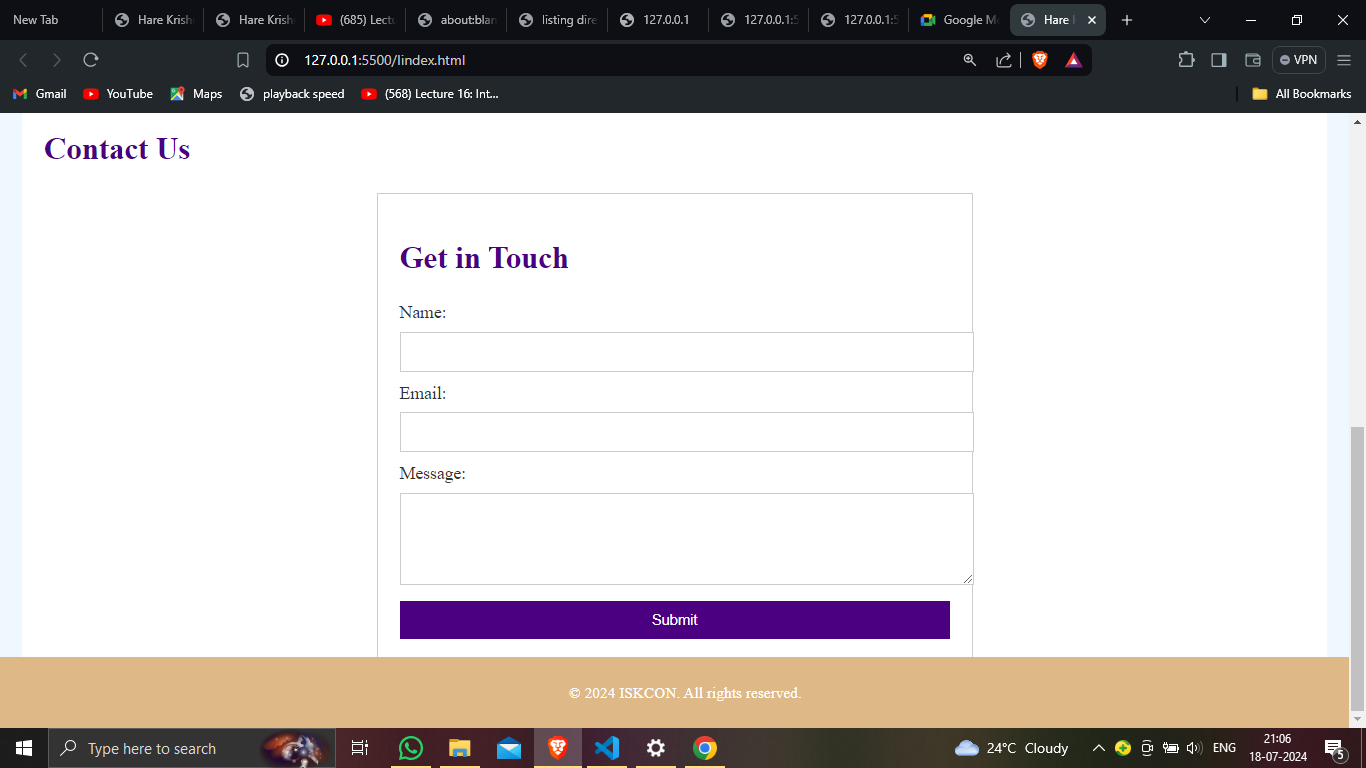 New Tab
Hare Krish
Hare Krish
(685) Lectu
about:blan
listing dire
127.0.0.1
127.0.0.1:5
127.0.0.1:5
Google Me
Hare
127.0.0.1:5500/lindex.html
VPN
Gmail
YouTube
Maps
playback speed
(568) Lecture 16: Int...
All Bookmarks
Contact Us
Get in Touch
Name:
Email:
Message:
Submit
© 2024 ISKCON. All rights reserved.
Type here to search
24°C Cloudy
ENG
21:06
18-07-2024
5